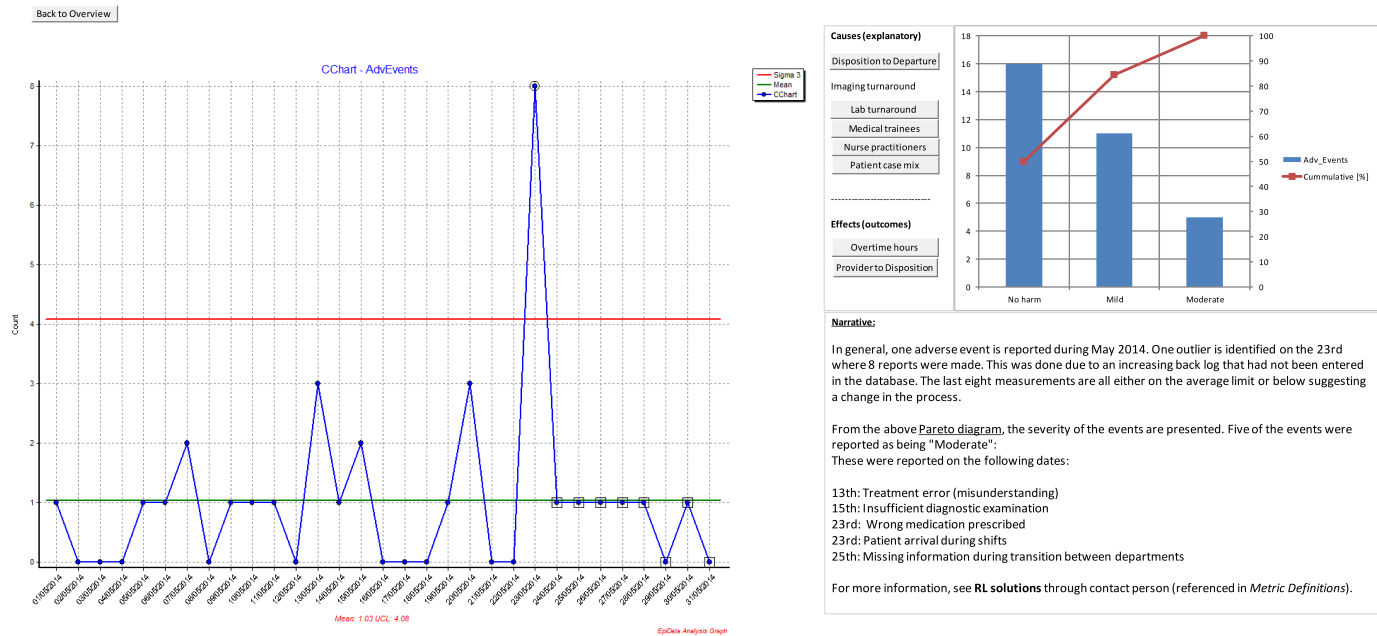 Back to Overview
CChart - AdvEvents
Sigma 3
Mean
CChart
8
7
6
5
4
3
2
1
0
Count
01/05/2014
02/05/2014
03/05/2014
04/05/2014
05/05/2014
06/05/2014
07/05/2014
08/05/2014
09/05/2014
10/05/2014
11/05/2014
12/05/2014
13/05/2014
14/05/2014
15/05/2014
16/05/2014
17/05/2014
18/05/2014
19/05/2014
20/05/2014
21/05/2014
22/05/2014
23/05/2014
24/05/2014
25/05/2014
26/05/2014
27/05/2014
28/05/2014
29/05/2014
30/05/2014
31/05/2014
Mean: 1.03 UCL: 4.08
EpiData Analysis Graph
Causes (explanatory)
Disposition to Departure
Imaging turnaround
Lab turnaround
Medical trainees
Nurse practitioners
Patient case mix
------------------------------
Effects (outcomes)
Overtime hours
Provider to Disposition
18
16
14
12
10
8
6
4
2
0
100
90
80
70
60
50
40
30
20
10
0
No harm
Mild
Moderate
Adv_Events
Cummulative [%]
Narrative:
In general, one adverse event is reported during May 2014. One outlier is identified on the 23rd
where 8 reports were made. This was done due to an increasing back log that had not been entered
in the database. The last eight measurements are all either on the average limit or below suggesting
a change in the process.
From the above Pareto diagram, the severity of the events are presented. Five of the events were
reported as being "Moderate":
These were reported on the following dates:
13th: Treatment error (misunderstanding)
15th: Insufficient diagnostic examination
23rd: Wrong medication prescribed
23rd: Patient arrival during shifts
25th: Missing information during transition between departments
For more information, see RL solutions through contact person (referenced in Metric Definitions).